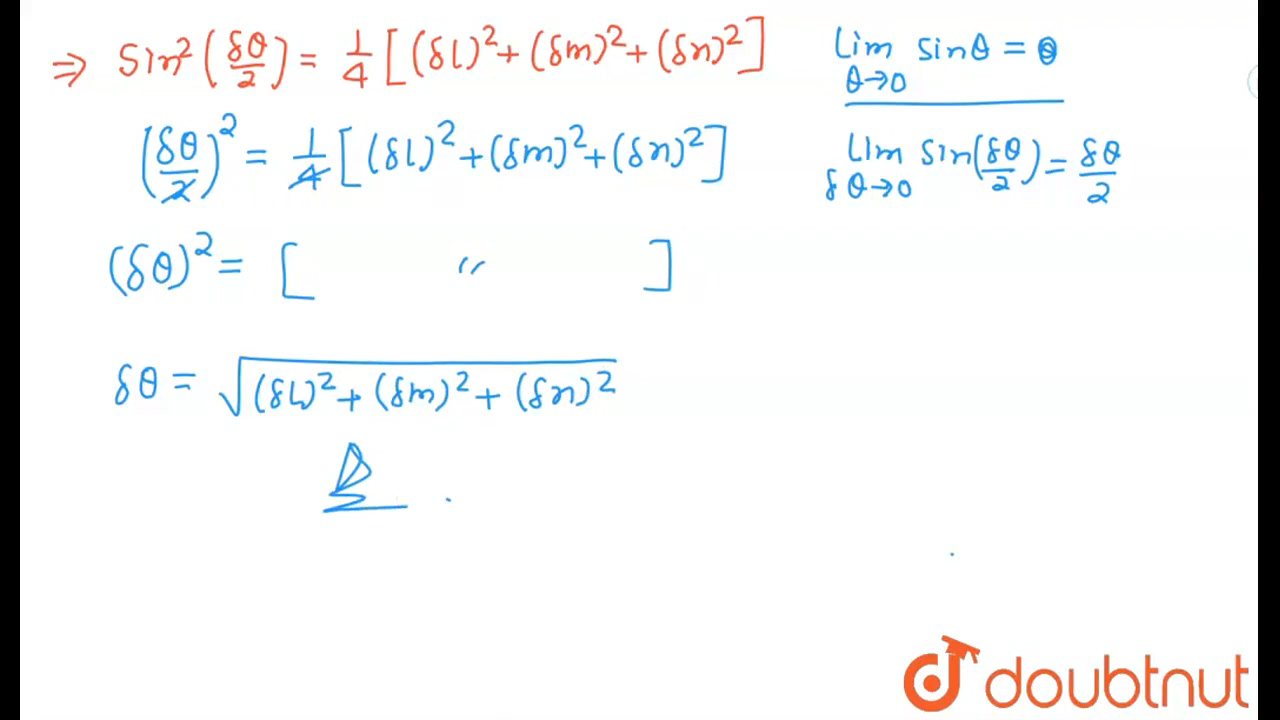 ⇒ Sin² (δθ/2) = 1/4 [(δl)² + (δm)² + (δn)²]
(δθ/2)² = 1/4 [(δl)² + (δm)² + (δn)²]
(δθ)² = [ " ]
δθ = √((δl)² + (δm)² + (δn)²)
Lim θ→0 sinθ = θ
Lim δθ→0 sin(δθ/2) = δθ/2
doubtnut